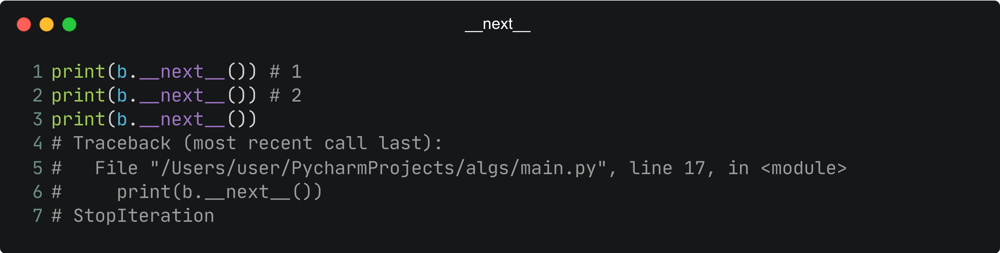 __next__
1 print(b.__next__()) # 1
2 print(b.__next__()) # 2
3 print(b.__next__())
4 # Traceback (most recent call last):
5 #   File "/Users/user/PycharmProjects/algs/main.py", line 17, in <module>
6 #     print(b.__next__())
7 # StopIteration